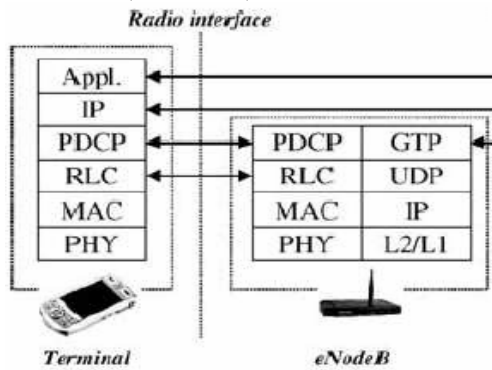 Radio interface
Appl.
IP
PDCP
RLC
MAC
PHY
PDCP GTP
RLC UDP
MAC IP
PHY L2/L1
Terminal
eNodeB